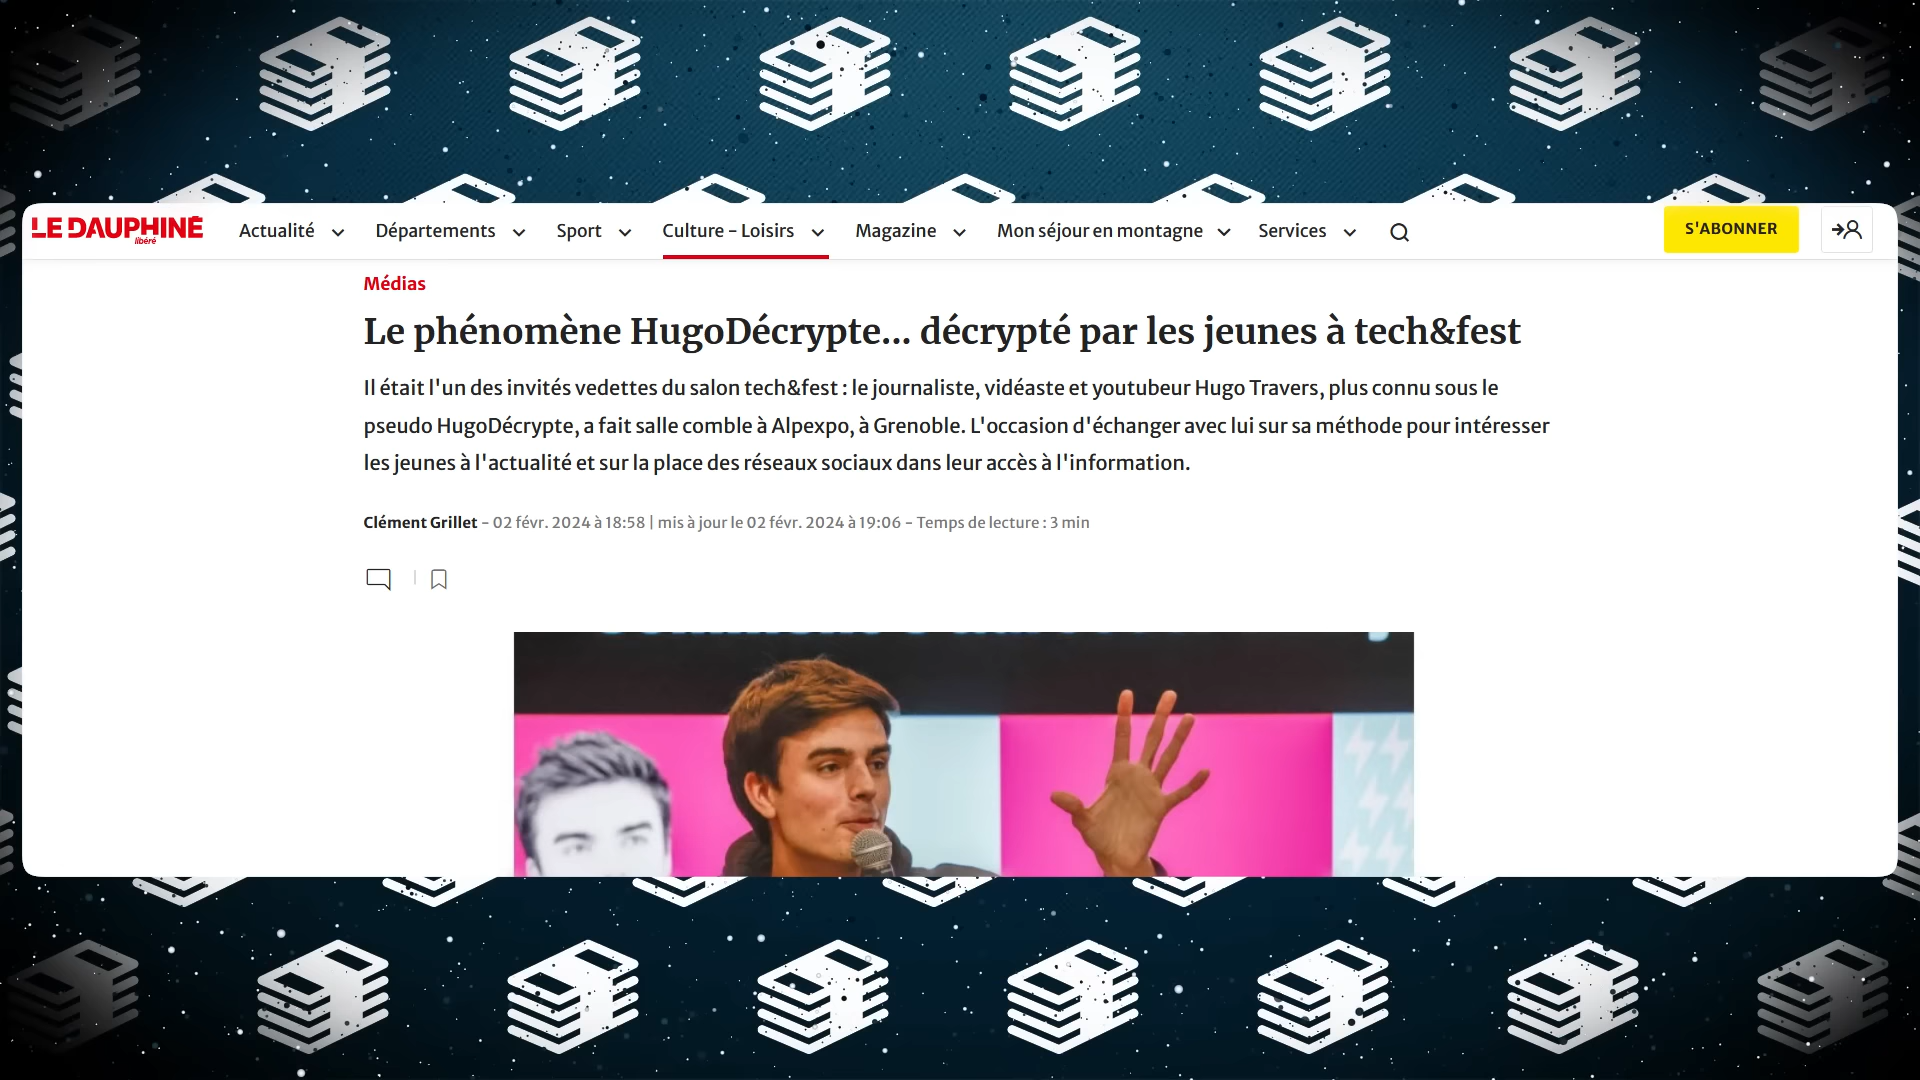 LE DAUPHINÉ
libéré
Actualité
Départements
Sport
Culture - Loisirs
Magazine
Mon séjour en montagne
Services
S'ABONNER
Médias
Le phénomène HugoDécrypte... décrypté par les jeunes à tech&fest
Il était l'un des invités vedettes du salon tech&fest : le journaliste, vidéaste et youtubeur Hugo Travers, plus connu sous le
pseudo HugoDécrypte, a fait salle comble à Alpexpo, à Grenoble. L'occasion d'échanger avec lui sur sa méthode pour intéresser
les jeunes à l'actualité et sur la place des réseaux sociaux dans leur accès à l'information.
Clément Grillet - 02 févr. 2024 à 18:58 | mis à jour le 02 févr. 2024 à 19:06 - Temps de lecture : 3 min